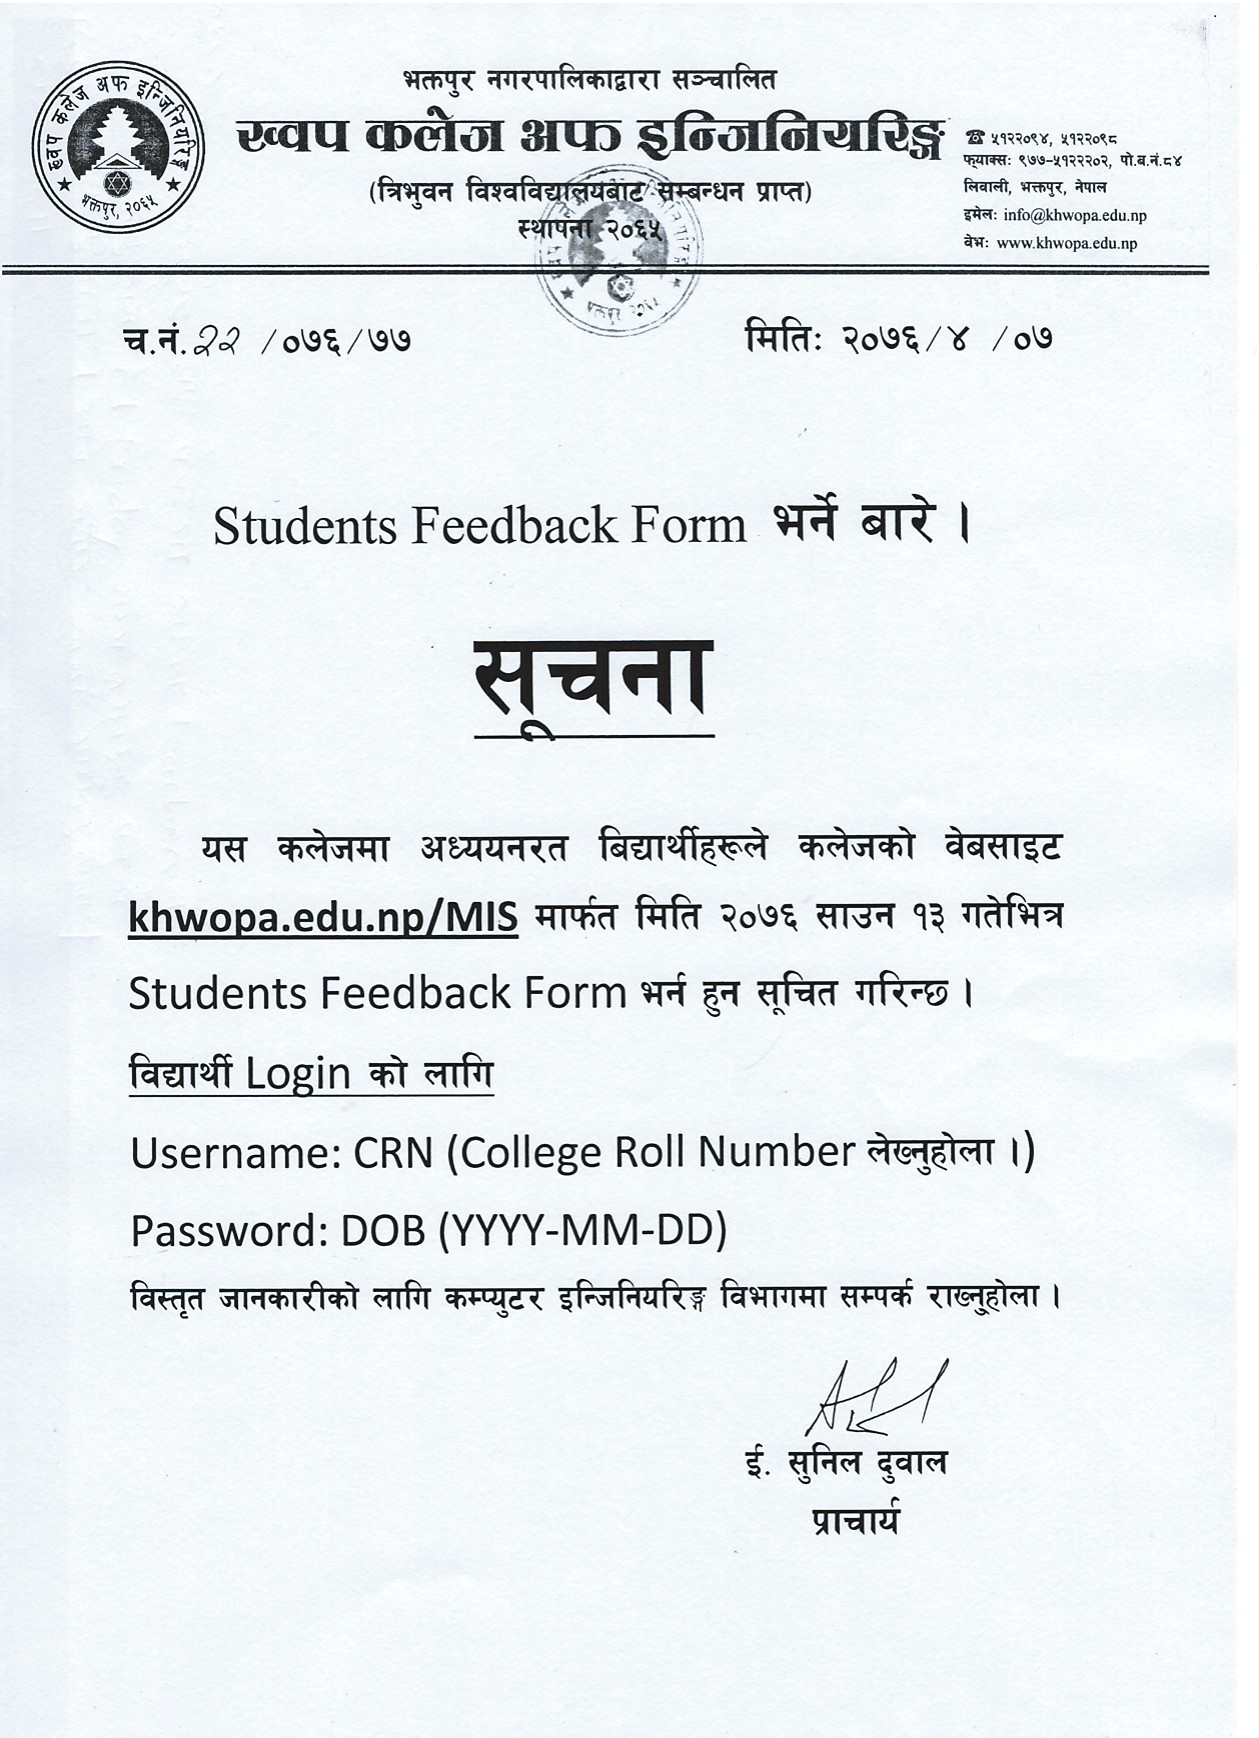 भक्तपुर नगरपालिकाद्वारा सञ्चालित
ख्वप कलेज अफ इन्जिनियरिङ्ग
(त्रिभुवन विश्वविद्यालयबाट सम्बन्धन प्राप्त)
स्थापना २०६५
ख्वप कलेज अफ इन्जिनियरिङ्ग
भक्तपुर, २०६५
☎ ५१२२०९४, ५१२२०९८
फ्याक्सः ९७७-५१२२२०२, पो.ब.नं.८४
लिवाली, भक्तपुर, नेपाल
इमेलः info@khwopa.edu.np
वेभः www.khwopa.edu.np
च.नं.२२ /०७६/७७
मितिः २०७६/४ /०७
Students Feedback Form भर्ने बारे ।
सूचना
यस कलेजमा अध्ययनरत बिद्यार्थीहरूले कलेजको वेबसाइट
khwopa.edu.np/MIS मार्फत मिति २०७६ साउन १३ गतेभित्र
Students Feedback Form भर्न हुन सूचित गरिन्छ ।
विद्यार्थी Login को लागि
Username: CRN (College Roll Number लेख्नुहोला ।)
Password: DOB (YYYY-MM-DD)
विस्तृत जानकारीको लागि कम्प्युटर इन्जिनियरिङ्ग विभागमा सम्पर्क राख्नुहोला ।
ई. सुनिल दुवाल
प्राचार्य